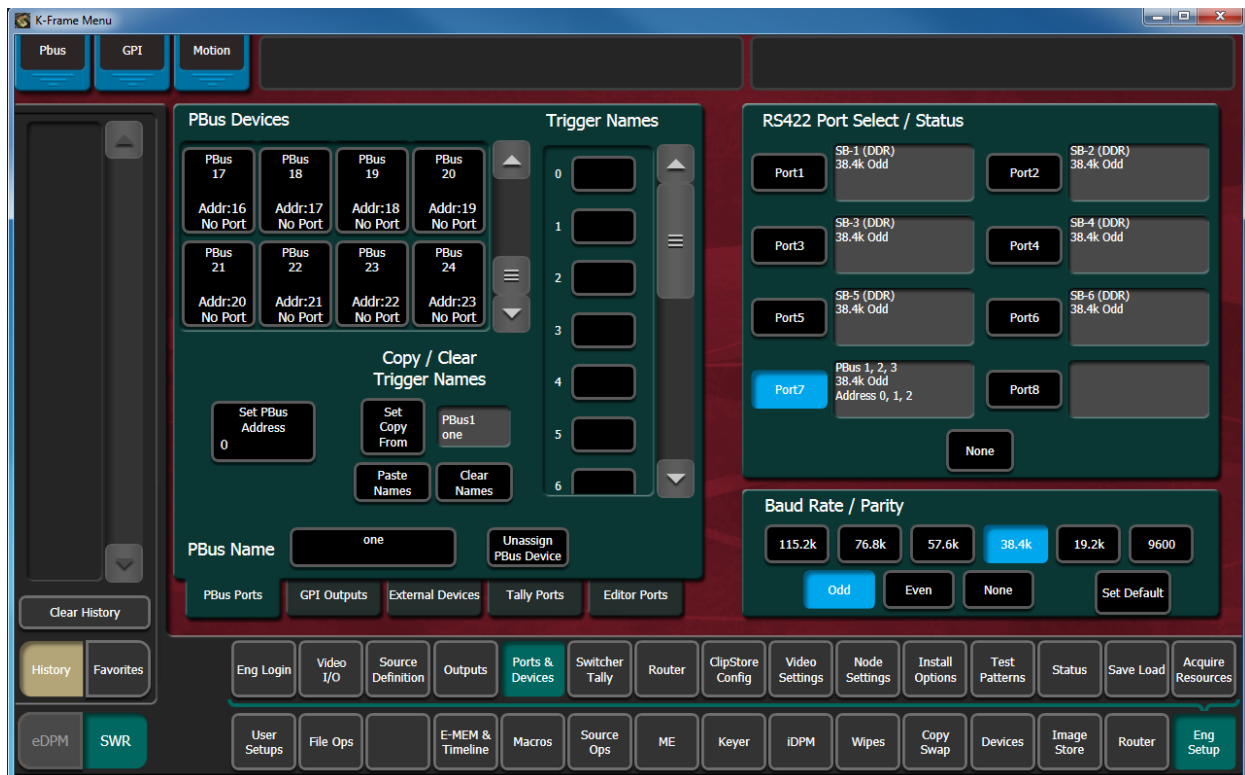 K-Frame Menu
Pbus
GPI
Motion
PBus Devices
Trigger Names
PBus
17
Addr:16
No Port
PBus
18
Addr:17
No Port
PBus
19
Addr:18
No Port
PBus
20
Addr:19
No Port
PBus
21
Addr:20
No Port
PBus
22
Addr:21
No Port
PBus
23
Addr:22
No Port
PBus
24
Addr:23
No Port
0
1
2
3
4
5
6
Copy / Clear
Trigger Names
Set PBus
Address
0
Set
Copy
From
PBus1
one
Paste
Names
Clear
Names
PBus Name
one
Unassign
PBus Device
PBus Ports
GPI Outputs
External Devices
Tally Ports
Editor Ports
RS422 Port Select / Status
Port1
SB-1 (DDR)
38.4k Odd
Port2
SB-2 (DDR)
38.4k Odd
Port3
SB-3 (DDR)
38.4k Odd
Port4
SB-4 (DDR)
38.4k Odd
Port5
SB-5 (DDR)
38.4k Odd
Port6
SB-6 (DDR)
38.4k Odd
Port7
PBus 1, 2, 3
38.4k Odd
Address 0, 1, 2
Port8
None
Baud Rate / Parity
115.2k
76.8k
57.6k
38.4k
19.2k
9600
Odd
Even
None
Set Default
Clear History
History
Favorites
Eng Login
Video
I/O
Source
Definition
Outputs
Ports &
Devices
Switcher
Tally
Router
ClipStore
Config
Video
Settings
Node
Settings
Install
Options
Test
Patterns
Status
Save Load
Acquire
Resources
eDPM
SWR
User
Setups
File Ops
E-MEM &
Timeline
Macros
Source
Ops
ME
Keyer
iDPM
Wipes
Copy
Swap
Devices
Image
Store
Router
Eng
Setup